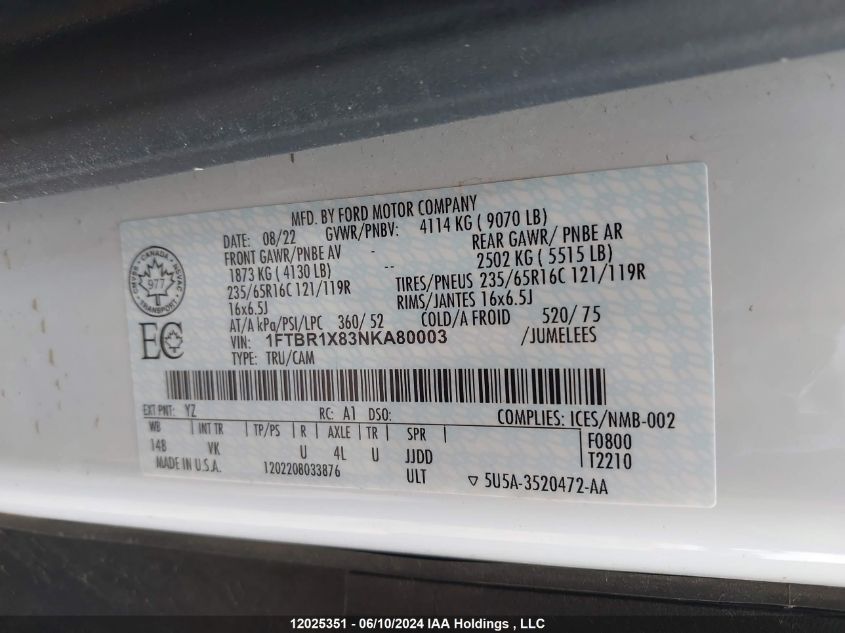 MFD. BY FORD MOTOR COMPANY
DATE: 08/22 GVWR/PNBV: 4114 KG ( 9070 LB)
FRONT GAWR/PNBE AV - REAR GAWR/ PNBE AR
1873 KG ( 4130 LB) -- 2502 KG ( 5515 LB)
235/65R16C 121/119R TIRES/PNEUS 235/65R16C 121/119R
16x6.5J RIMS/JANTES 16x6.5J
AT/A kPa/PSI/LPC 360/ 52 COLD/A FROID 520/ 75
VIN: 1FTBR1X83NKA80003 /JUMELEES
TYPE: TRU/CAM
CANADA
977
TRANSPORT
EC
EXT PNT: YZ RC: A1 DSO: COMPLIES: ICES/NMB-002
WB INT TR TP/PS R AXLE TR SPR F0800
148 VK U 4L U JJDD T2210
MADE IN U.S.A. 1202208033876 ULT 5U5A-3520472-AA
12025351 - 06/10/2024 IAA Holdings , LLC